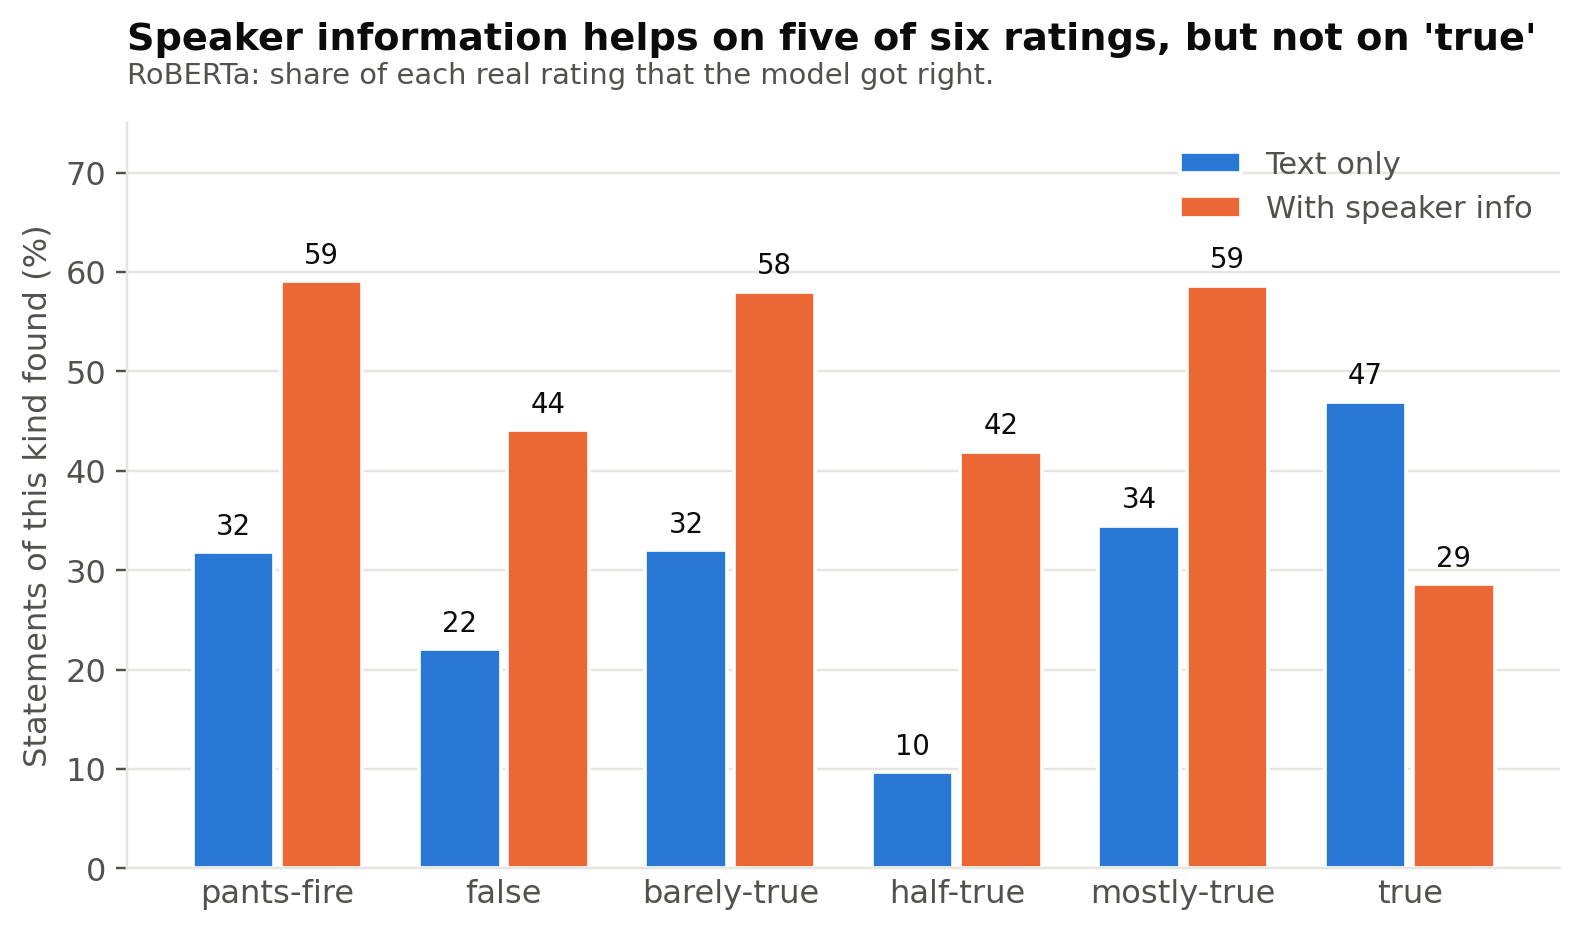 Speaker information helps on five of six ratings, but not on 'true'
RoBERTa: share of each real rating that the model got right.
Text only
With speaker info
Statements of this kind found (%)
70
60
50
40
30
20
10
0
32
59
22
44
32
58
10
42
34
59
47
29
pants-fire
false
barely-true
half-true
mostly-true
true